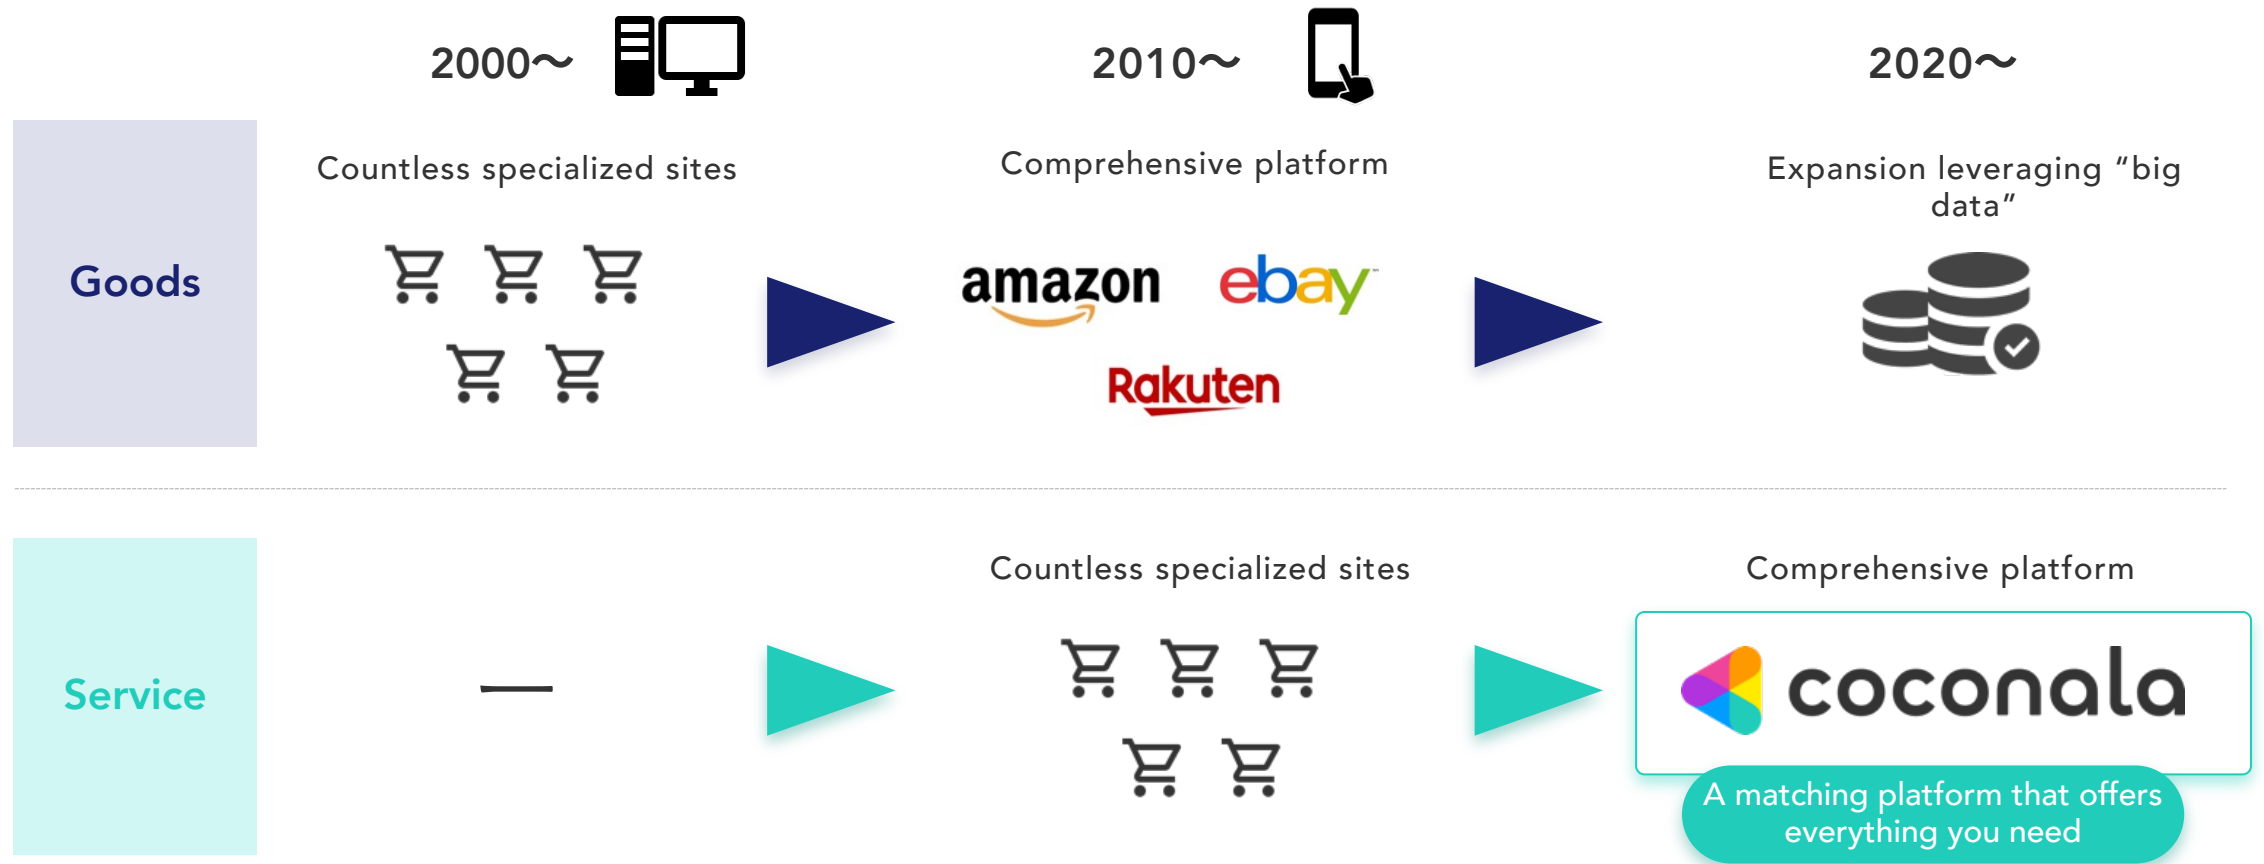 2000〜
2010〜
2020〜
Goods
Countless specialized sites
Comprehensive platform
amazon
ebay
Rakuten
Expansion leveraging “big
data”
Service
—
Countless specialized sites
Comprehensive platform
coconala
A matching platform that offers
everything you need